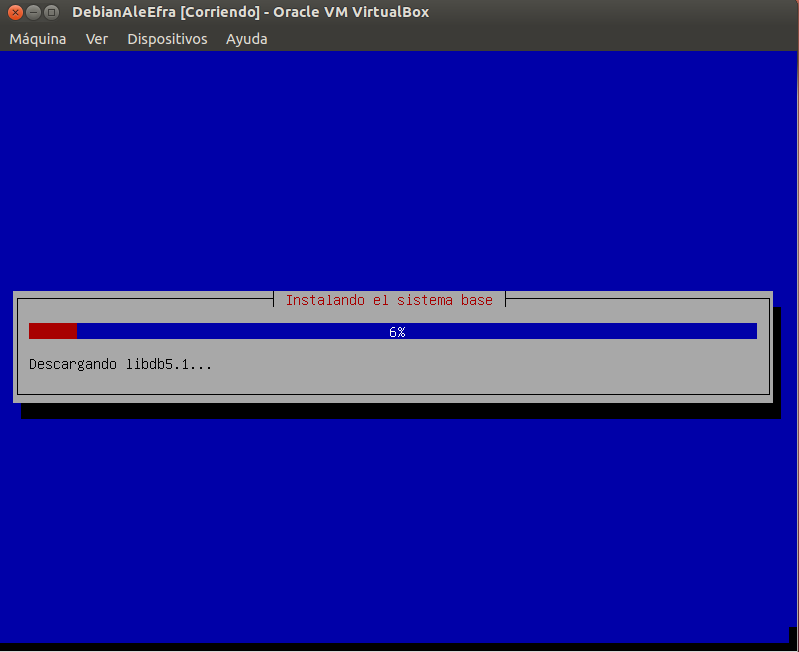 DebianAleEfra [Corriendo] - Oracle VM VirtualBox
Máquina Ver Dispositivos Ayuda
Instalando el sistema base
6%
Descargando libdb5.1...